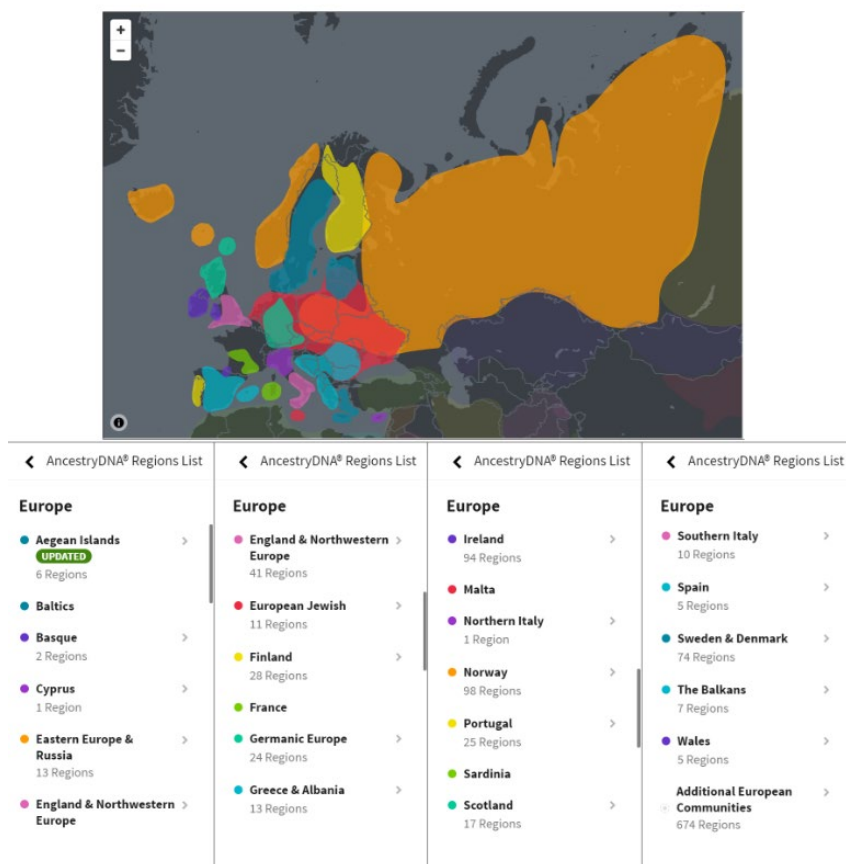 +
−
AncestryDNA® Regions List
Europe
Aegean Islands
UPDATED
6 Regions
Baltics
Basque
2 Regions
Cyprus
1 Region
Eastern Europe &
Russia
13 Regions
England & Northwestern
Europe
AncestryDNA® Regions List
Europe
England & Northwestern
Europe
41 Regions
European Jewish
11 Regions
Finland
28 Regions
France
Germanic Europe
24 Regions
Greece & Albania
13 Regions
AncestryDNA® Regions List
Europe
Ireland
94 Regions
Malta
Northern Italy
1 Region
Norway
98 Regions
Portugal
25 Regions
Sardinia
Scotland
17 Regions
AncestryDNA® Regions List
Europe
Southern Italy
10 Regions
Spain
5 Regions
Sweden & Denmark
74 Regions
The Balkans
7 Regions
Wales
5 Regions
Additional European
Communities
674 Regions